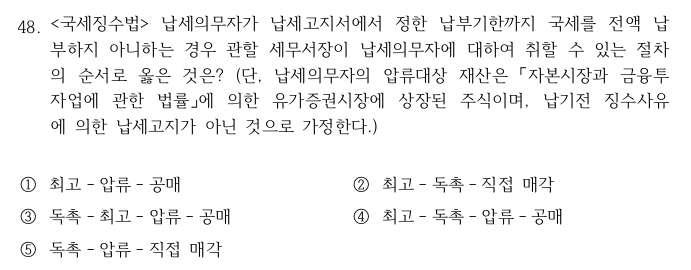 48. <국세징수법> 납세의무자가 납세고지서에서 정한 납부기한까지 국세를 전액 납
부하지 아니하는 경우 관할 세무서장이 납세의무자에 대하여 취할 수 있는 절차
의 순서로 옳은 것은? (단, 납세의무자의 압류대상 재산은 「자본시장과 금융투
자업에 관한 법률」에 의한 유가증권시장에 상장된 주식이며, 납기전 징수사유
에 의한 납세고지가 아닌 것으로 가정한다.)
① 최고 - 압류 - 공매 ② 최고 - 독촉 - 직접 매각
③ 독촉 - 최고 - 압류 - 공매 ④ 최고 - 독촉 - 압류 - 공매
⑤ 독촉 - 압류 - 직접 매각